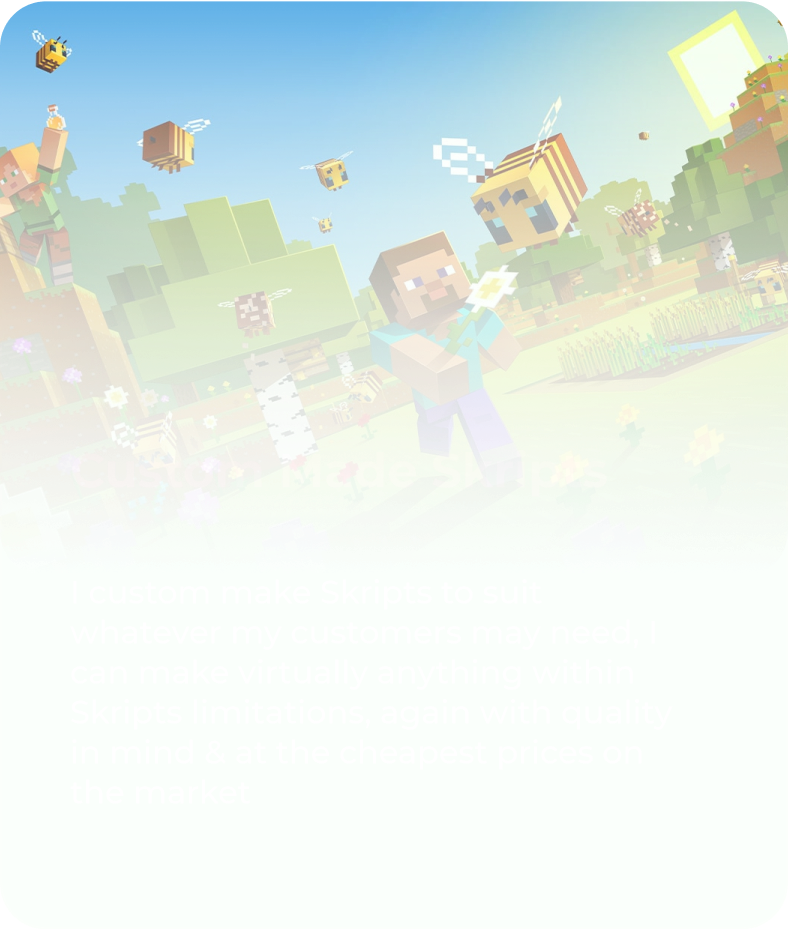 I custom make Skripts to suit
whatever my customers may need, I
can make virtually anything within
Skripts limitations, again with quality
in mind & at the cheapest prices on
the market